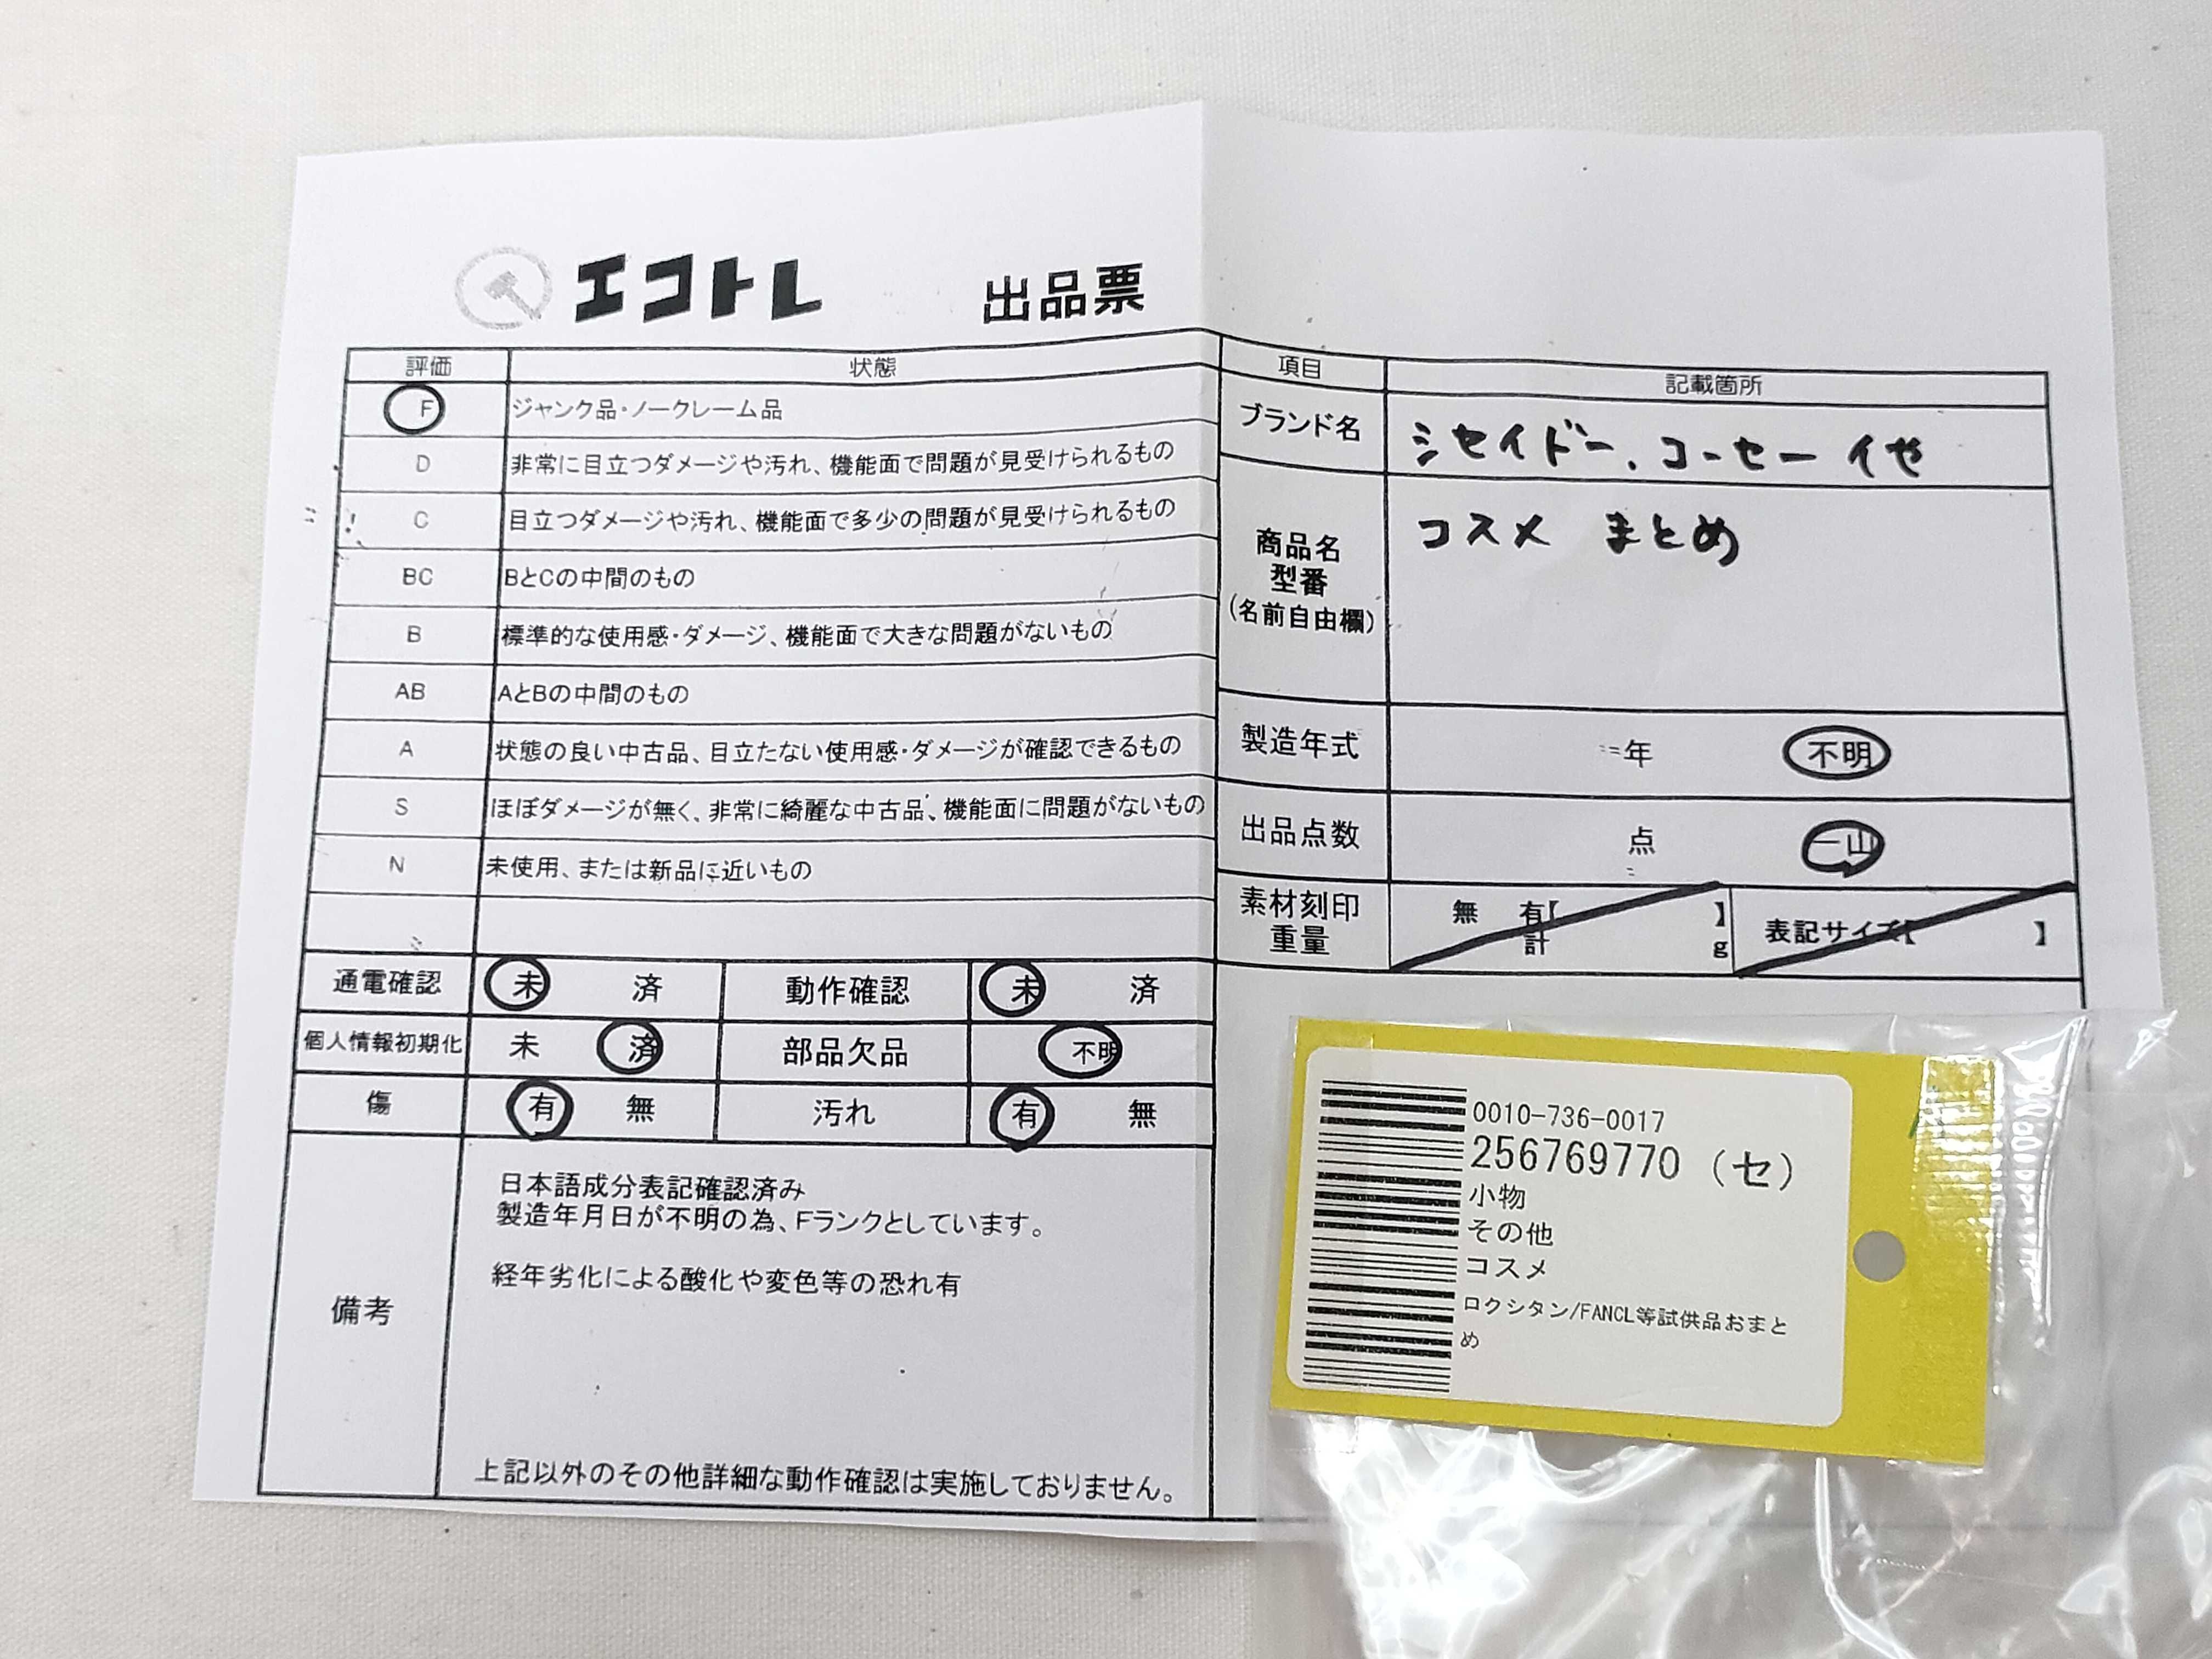 エコトレ 出品票
評価 状態
F ジャンク品・ノークレーム品
D 非常に目立つダメージや汚れ、機能面で問題が見受けられるもの
C 目立つダメージや汚れ、機能面で多少の問題が見受けられるもの
BC BとCの中間のもの
B 標準的な使用感・ダメージ、機能面で大きな問題がないもの
AB AとBの中間のもの
A 状態の良い中古品、目立たない使用感・ダメージが確認できるもの
S ほぼダメージが無く、非常に綺麗な中古品、機能面に問題がないもの
N 未使用、または新品に近いもの
通電確認 未 済 動作確認 未 済
個人情報初期化 未 済 部品欠品 不明
傷 有 無 汚れ 有 無
備考
日本語成分表記確認済み
製造年月日が不明の為、Fランクとしています。
経年劣化による酸化や変色等の恐れ有
上記以外のその他詳細な動作確認は実施しておりません。
項目 記載箇所
ブランド名 シセイドー、コーセー
商品名 コスメ まとめ
型番
(名前自由欄)
製造年式 年 不明
出品点数 点 一山
素材刻印 無 有【 】 表記サイズ【 】
重量 計 g
0010-736-0017
256769770 (セ)
小物
その他
コスメ
ロクシタン/FANCL等試供品おまと
め